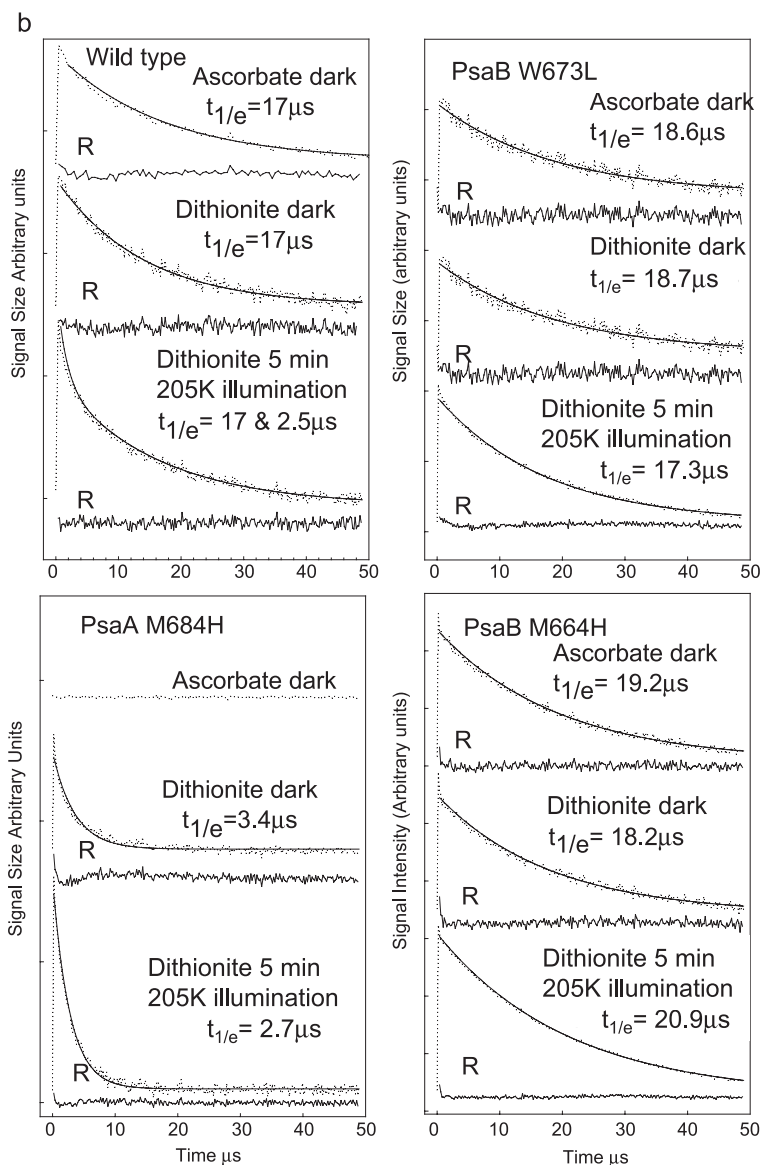 b
Wild type
Ascorbate dark
t1/e=17µs
R
Dithionite dark
t1/e=17µs
R
Dithionite 5 min
205K illumination
t1/e= 17 & 2.5µs
R
Signal Size Arbitrary units
0 10 20 30 40 50
PsaB W673L
Ascorbate dark
t1/e= 18.6µs
R
Dithionite dark
t1/e= 18.7µs
R
Dithionite 5 min
205K illumination
t1/e= 17.3µs
R
Signal Size (arbitrary units)
0 10 20 30 40 50
PsaA M684H
Ascorbate dark
Dithionite dark
t1/e=3.4µs
R
Dithionite 5 min
205K illumination
t1/e= 2.7µs
R
Signal Size Arbitrary Units
0 10 20 30 40 50
Time µs
PsaB M664H
Ascorbate dark
t1/e= 19.2µs
R
Dithionite dark
t1/e= 18.2µs
R
Dithionite 5 min
205K illumination
t1/e= 20.9µs
R
Signal Intensity (Arbitrary units)
0 10 20 30 40 50
Time µs